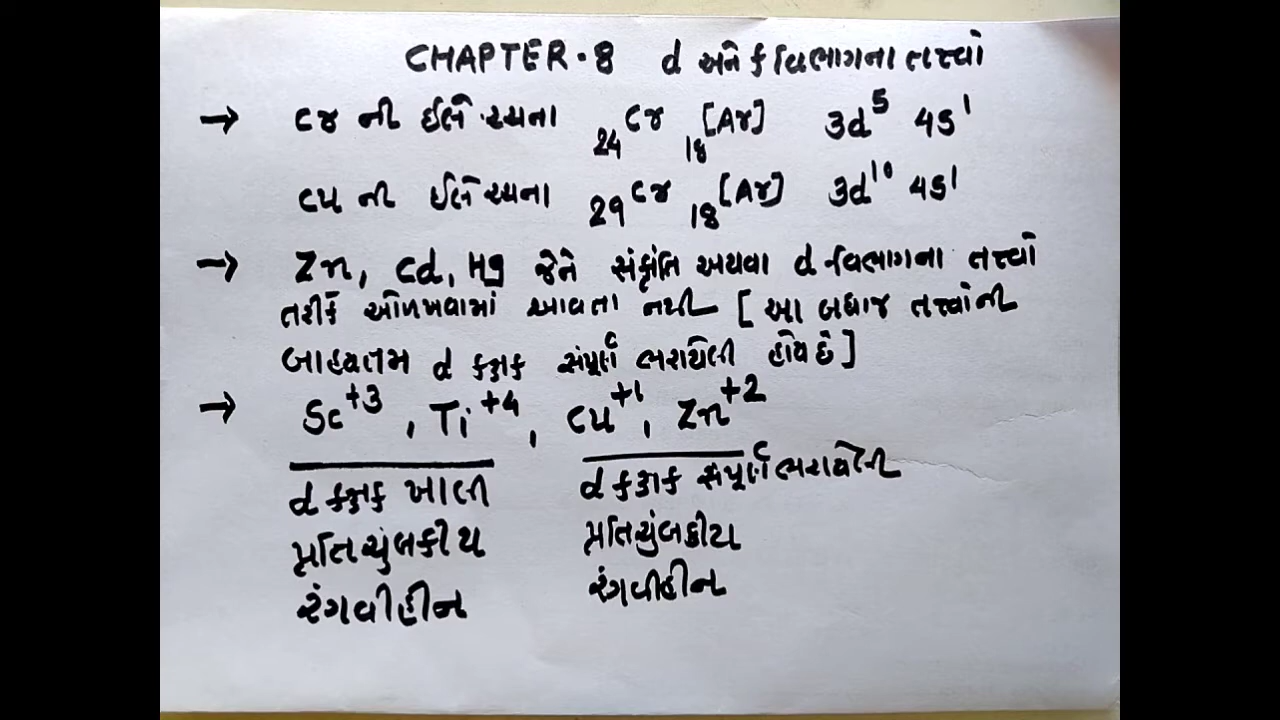 CHAPTER-8 d અને f વિભાગના તત્ત્વો
→ Cr ની ઈલે. રચના 24Cr 18[Ar] 3d5 4s1
Cu ની ઈલે રચના 29Cr 18[Ar] 3d10 4s1
→ Zn, Cd, Hg જેને સંક્રાંતિ અથવા d વિભાગના તત્ત્વો
તરીકે ઓળખવામાં આવતા નથી [આ બધાજ તત્ત્વોની
બાહ્યતમ d કક્ષક સંપૂર્ણ ભરાયેલી હોય છે]
→ Sc+3, Ti+4, Cu+1, Zn+2
d કક્ષક ખાલી d કક્ષક સંપૂર્ણ ભરાયેલી
પ્રતિચુંબકીય પ્રતિચુંબકીય
રંગવીહીન રંગવીહીન